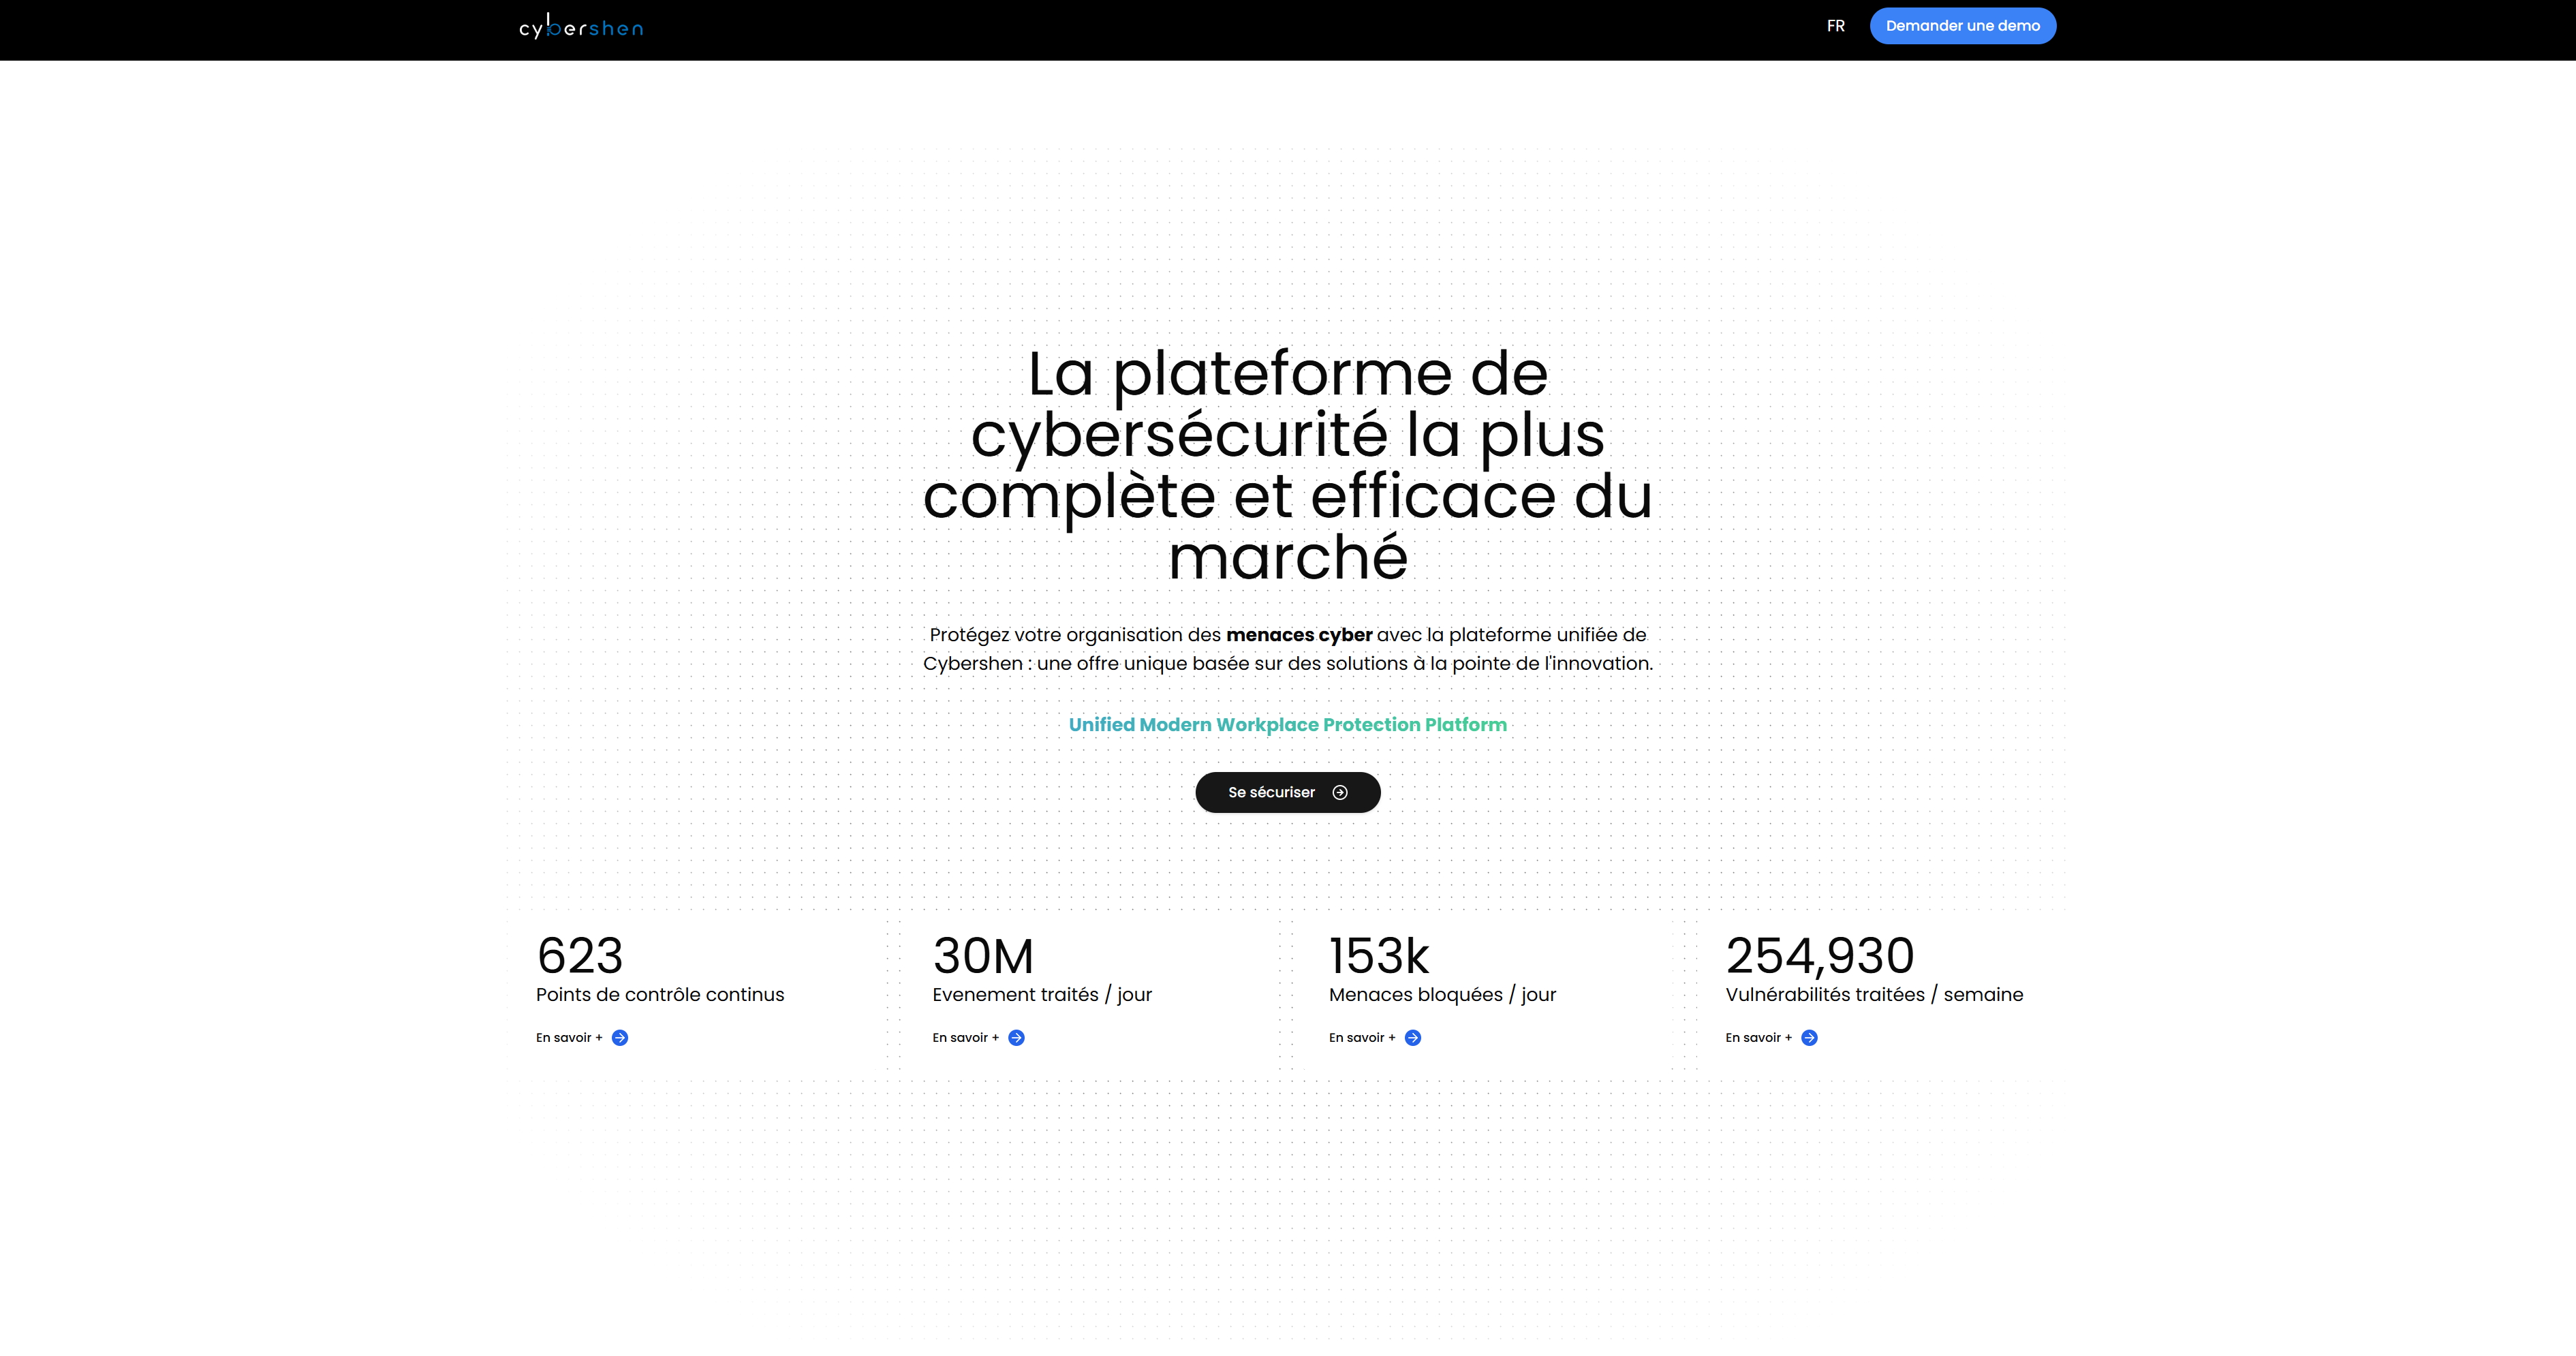 cybershen
FR
Demander une demo
La plateforme de
cybersécurité la plus
complète et efficace du
marché
Protégez votre organisation des menaces cyber avec la plateforme unifiée de
Cybershen : une offre unique basée sur des solutions à la pointe de l'innovation.
Unified Modern Workplace Protection Platform
Se sécuriser
623
Points de contrôle continus
En savoir +
30M
Evenement traités / jour
En savoir +
153k
Menaces bloquées / jour
En savoir +
254,930
Vulnérabilités traitées / semaine
En savoir +